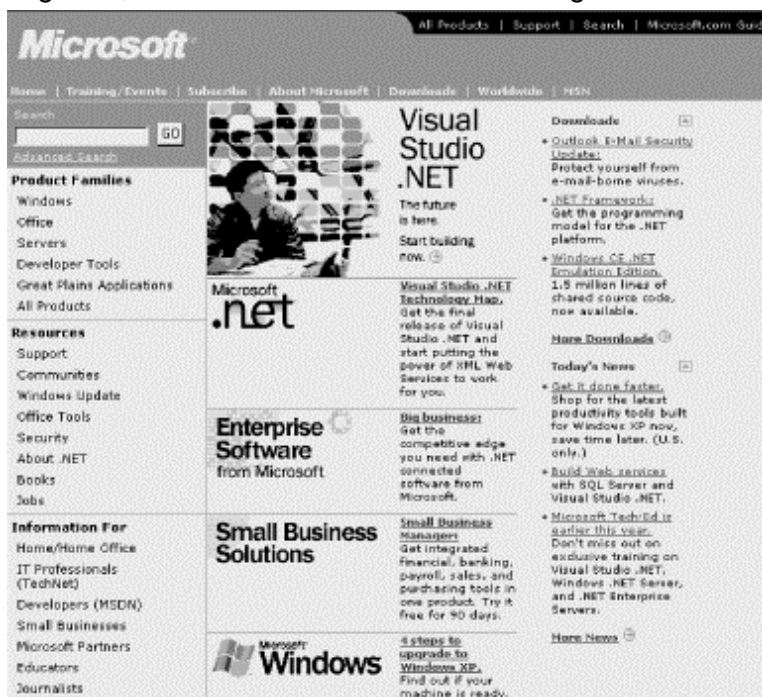 All Products | Support | Search | Microsoft.com Guid
Microsoft
Home | Training/Events | Subscribe | About Microsoft | Downloads | Worldwide | MSN
Search
GO
Advanced Search
Product Families
Windows
Office
Servers
Developer Tools
Great Plains Applications
All Products
Resources
Support
Communities
Windows Update
Office Tools
Security
About .NET
Books
Jobs
Information For
Home/Home Office
IT Professionals
(TechNet)
Developers (MSDN)
Small Businesses
Microsoft Partners
Educators
Journalists
Visual
Studio
.NET
The future
is here.
Start building
now.
Microsoft
.net
Visual Studio .NET
Technology Map.
Get the final
release of Visual
Studio .NET and
start putting the
power of XML Web
Services to work
for you.
Enterprise
Software
from Microsoft
Big business:
Get the
competitive edge
you need with .NET
connected
software from
Microsoft.
Small Business
Solutions
Small Business
Manager:
Get integrated
financial, banking,
payroll, sales, and
purchasing tools in
one product. Try it
free for 90 days.
Microsoft
Windows
4 steps to
upgrade to
Windows XP.
Find out if your
machine is ready.
Downloads
• Outlook E-Mail Security
Update:
Protect yourself from
e-mail-borne viruses.
• .NET Framework:
Get the programming
model for the .NET
platform.
• Windows CE .NET
Emulation Edition.
1.5 million lines of
shared source code,
now available.
More Downloads
Today's News
• Get it done faster.
Shop for the latest
productivity tools built
for Windows XP now,
save time later. (U.S.
only.)
• Build Web services
with SQL Server and
Visual Studio .NET.
• Microsoft Tech·Ed is
earlier this year.
Don't miss out on
exclusive training on
Visual Studio .NET,
Windows .NET Server,
and .NET Enterprise
Servers.
More News